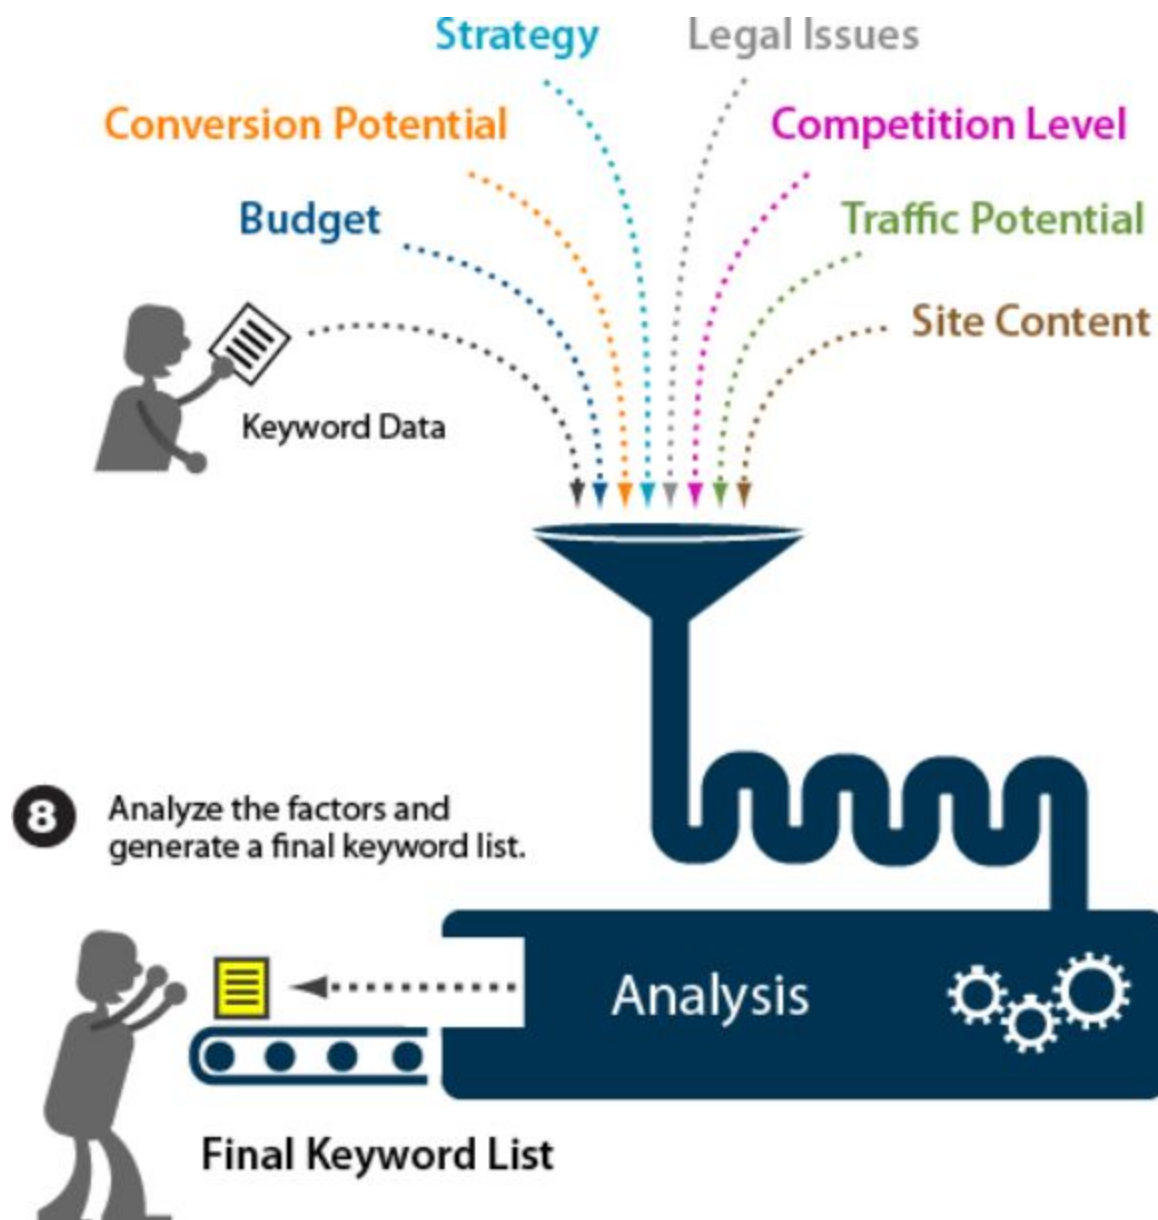 Strategy
Legal Issues
Conversion Potential
Competition Level
Budget
Traffic Potential
Site Content
Keyword Data
8
Analyze the factors and
generate a final keyword list.
Analysis
Final Keyword List